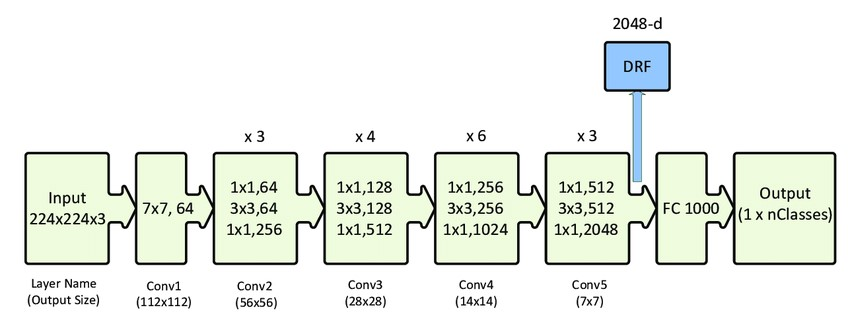 2048-d
DRF
x 3
x 4
x 6
x 3
Input
224x224x3
7x7, 64
1x1,64
3x3,64
1x1,256
1x1,128
3x3,128
1x1,512
1x1,256
3x3,256
1x1,1024
1x1,512
3x3,512
1x1,2048
FC 1000
Output
(1 x nClasses)
Layer Name
(Output Size)
Conv1
(112x112)
Conv2
(56x56)
Conv3
(28x28)
Conv4
(14x14)
Conv5
(7x7)